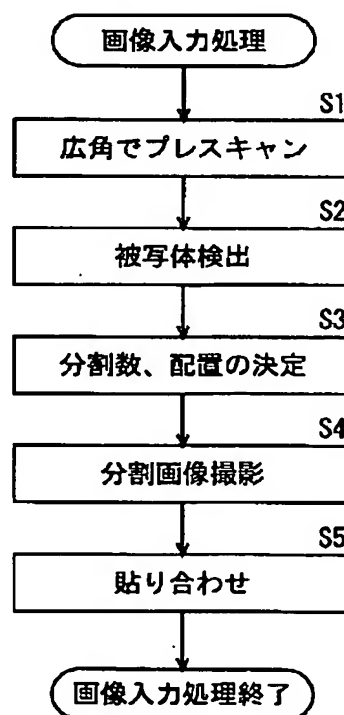 画像入力処理
S1
広角でプレスキャン
S2
被写体検出
S3
分割数、配置の決定
S4
分割画像撮影
S5
貼り合わせ
画像入力処理終了